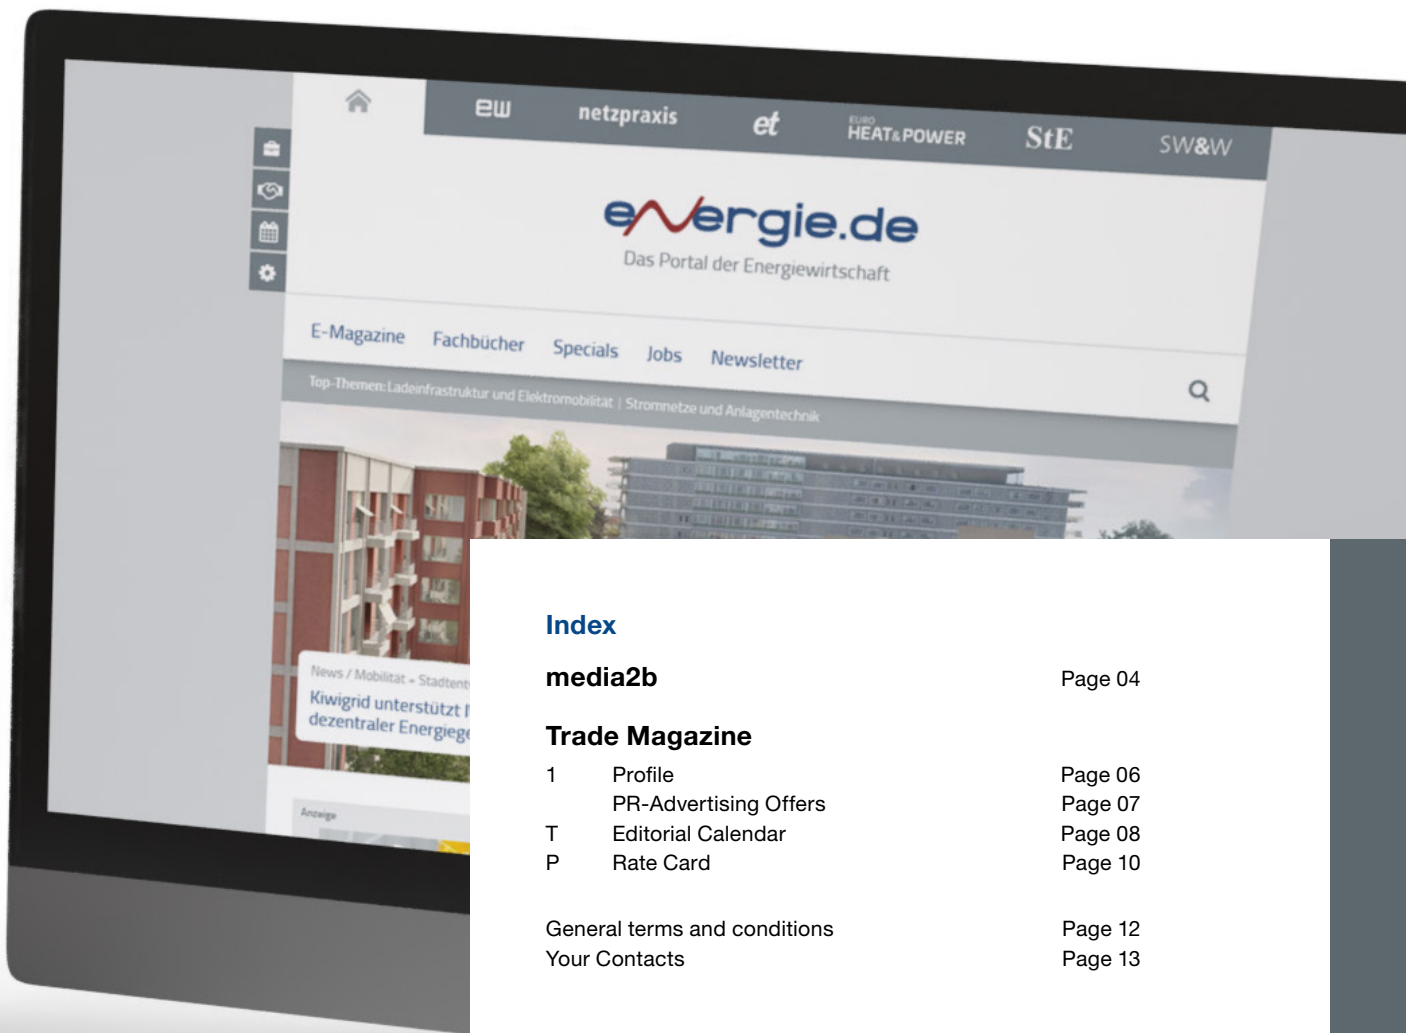 ew netzpraxis et EURO HEAT&POWER StE SW&W
energie.de
Das Portal der Energiewirtschaft
E-Magazine Fachbücher Specials Jobs Newsletter
Top-Themen: Ladeinfrastruktur und Elektromobilität | Stromnetze und Anlagentechnik
News / Mobilität - Stadtent
Kiwigrid unterstützt
dezentraler Energiege
Anzeige
Index
media2b Page 04
Trade Magazine
1 Profile Page 06
PR-Advertising Offers Page 07
T Editorial Calendar Page 08
P Rate Card Page 10
General terms and conditions Page 12
Your Contacts Page 13